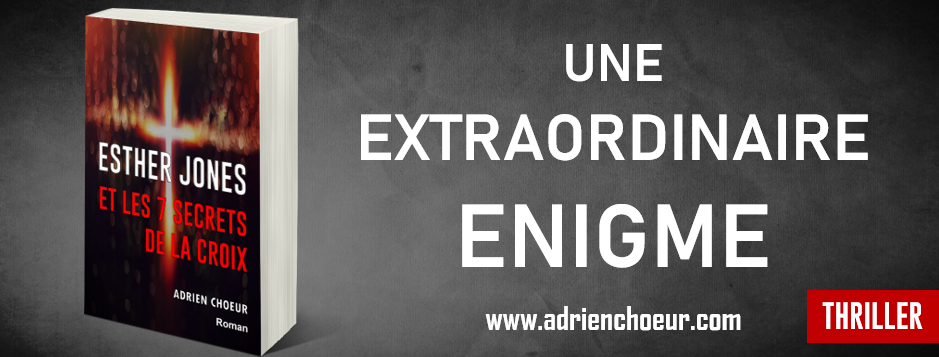 ESTHER JONES
ET LES 7 SECRETS
DE LA CROIX
ADRIEN CHOEUR
Roman
UNE
EXTRAORDINAIRE
ENIGME
www.adrienchoeur.com
THRILLER